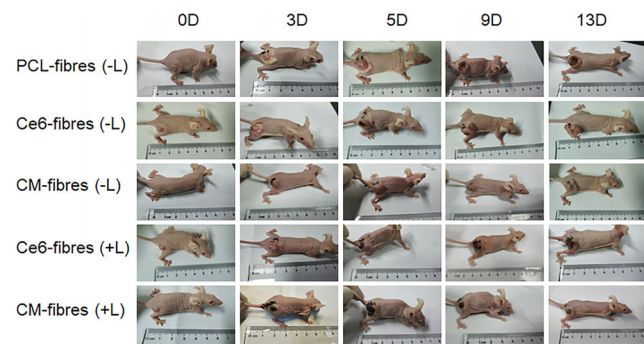 0D 3D 5D 9D 13D
PCL-fibres (-L)
Ce6-fibres (-L)
CM-fibres (-L)
Ce6-fibres (+L)
CM-fibres (+L)